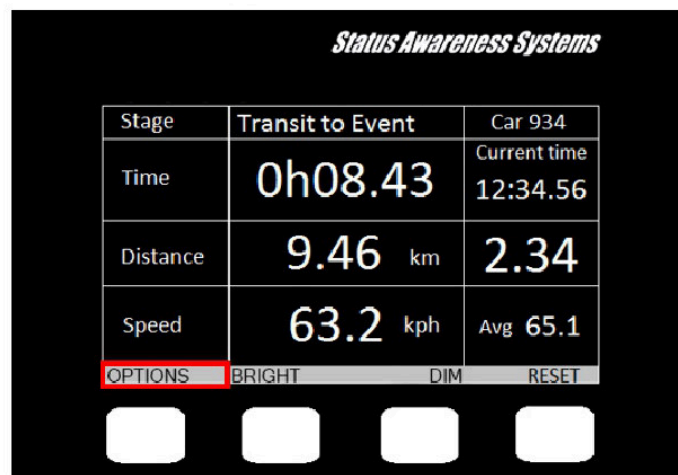 Status Awareness Systems
Stage Transit to Event Car 934
Current time
Time 0h08.43 12:34.56
Distance 9.46 km 2.34
Speed 63.2 kph Avg 65.1
OPTIONS BRIGHT DIM RESET